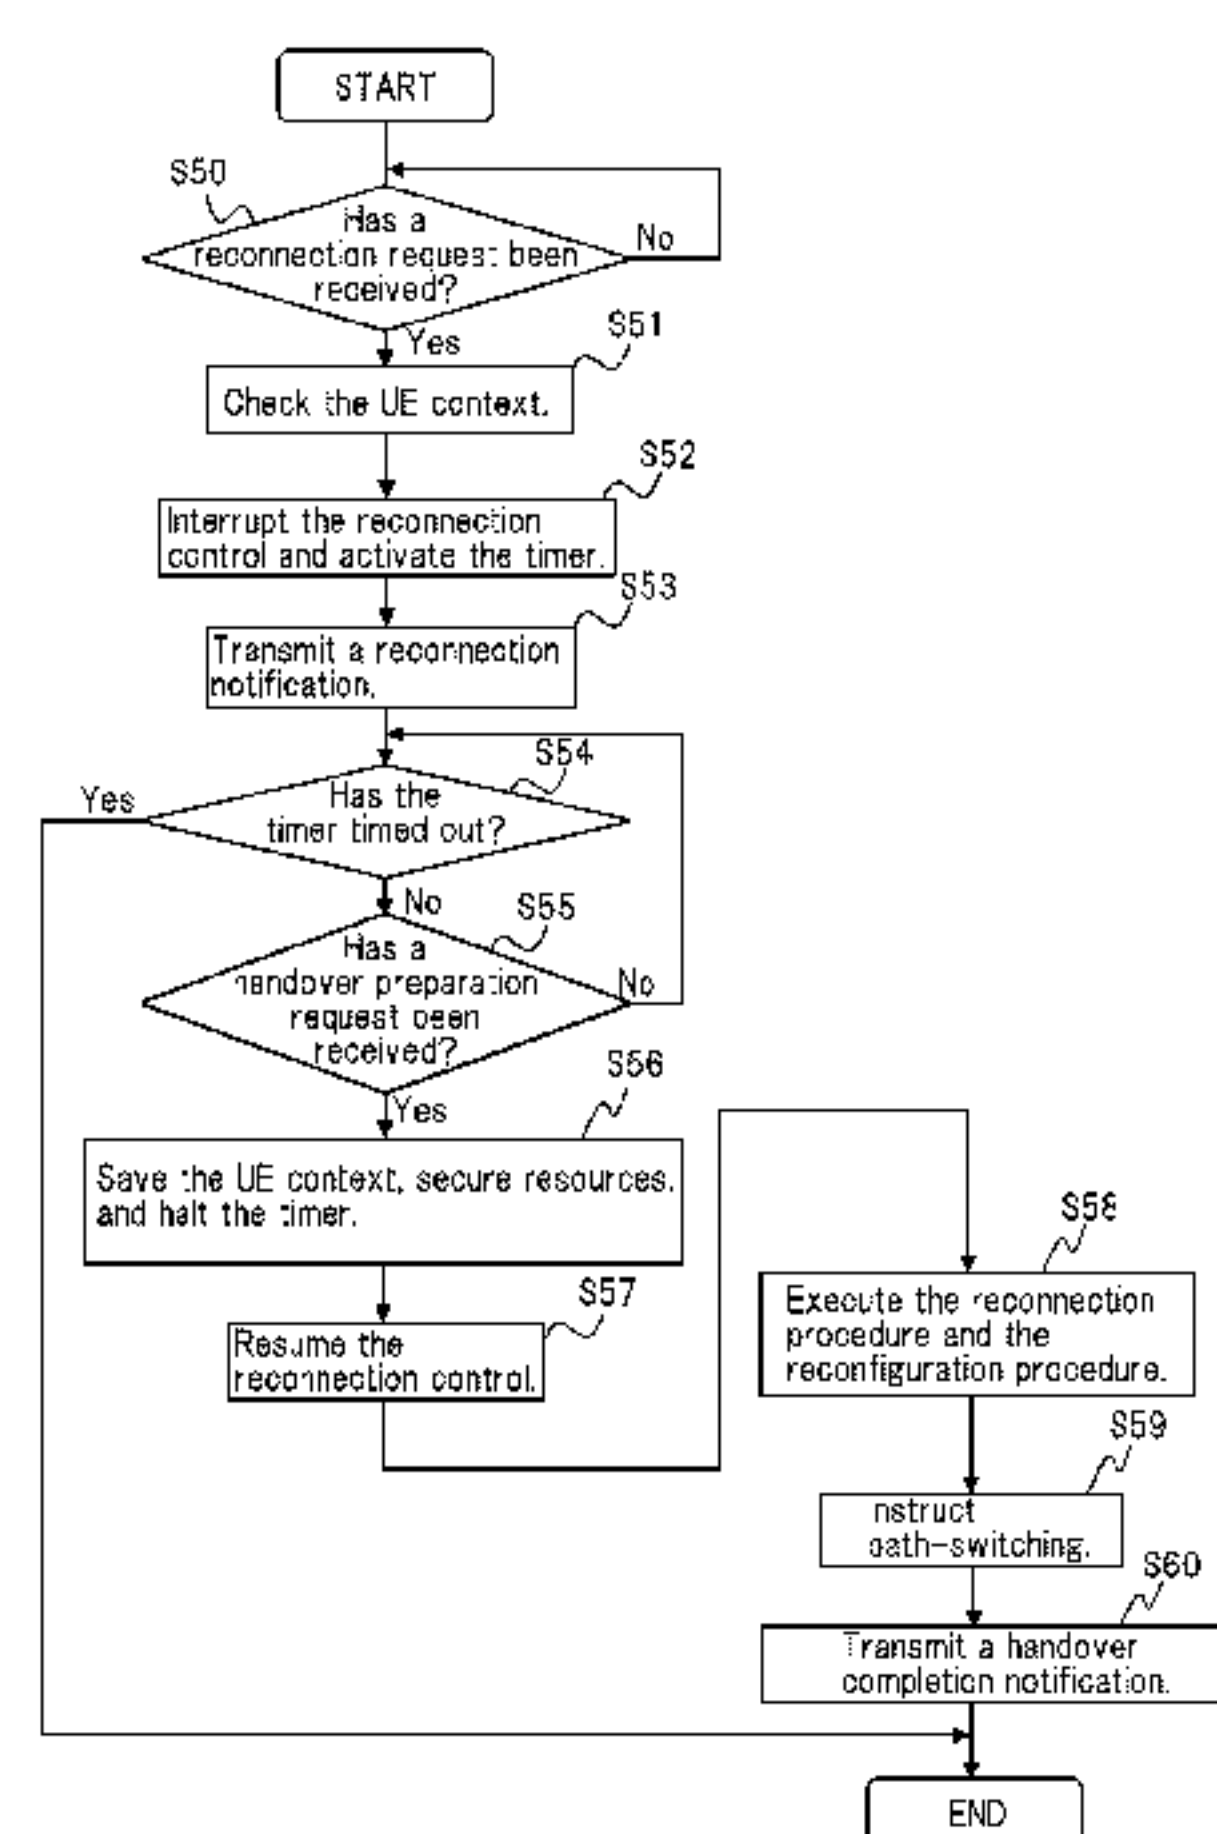 START
S50
Has a
reconnection request been
received?
No
Yes
S51
Check the UE context.
S52
Interrupt the reconnection
control and activate the timer.
S53
Transmit a reconnection
notification.
S54
Has the
timer timed out?
Yes
No
S55
Has a
handover preparation
request been
received?
No
Yes
S56
Save the UE context, secure resources,
and halt the timer.
S57
Resume the
reconnection control.
S58
Execute the reconnection
procedure and the
reconfiguration procedure.
S59
Instruct
path-switching.
S60
Transmit a handover
completion notification.
END